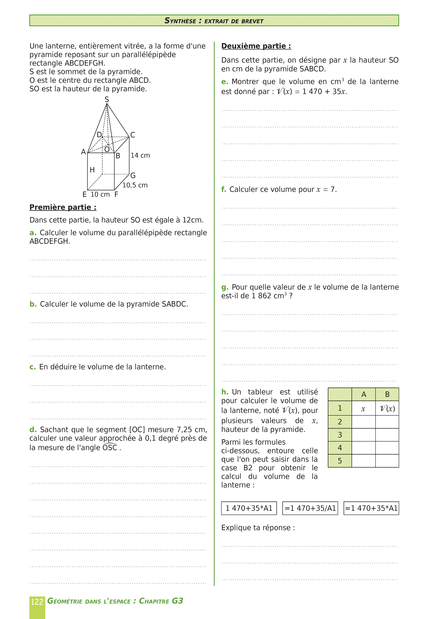 SYNTHÈSE : EXTRAIT DE BREVET
Une lanterne, entièrement vitrée, a la forme d'une
pyramide reposant sur un parallélépipède
rectangle ABCDEFGH.
S est le sommet de la pyramide.
O est le centre du rectangle ABCD.
SO est la hauteur de la pyramide.
S
D
C
O
A
B
14 cm
H
G
10,5 cm
E 10 cm F
Première partie :
Dans cette partie, la hauteur SO est égale à 12cm.
a. Calculer le volume du parallélépipède rectangle
ABCDEFGH.
b. Calculer le volume de la pyramide SABDC.
c. En déduire le volume de la lanterne.
d. Sachant que le segment [OC] mesure 7,25 cm,
calculer une valeur approchée à 0,1 degré près de
la mesure de l'angle OSC .
Deuxième partie :
Dans cette partie, on désigne par x la hauteur SO
en cm de la pyramide SABCD.
e. Montrer que le volume en cm³ de la lanterne
est donné par : V(x) = 1 470 + 35x.
f. Calculer ce volume pour x = 7.
g. Pour quelle valeur de x le volume de la lanterne
est-il de 1 862 cm³ ?
h. Un tableur est utilisé
pour calculer le volume de
la lanterne, noté V(x), pour
plusieurs valeurs de x,
hauteur de la pyramide.
Parmi les formules
ci-dessous, entoure celle
que l'on peut saisir dans la
case B2 pour obtenir le
calcul du volume de la
lanterne :
A B
1 x V(x)
2
3
4
5
1 470+35*A1 =1 470+35/A1 =1 470+35*A1
Explique ta réponse :
122 GÉOMÉTRIE DANS L'ESPACE : CHAPITRE G3